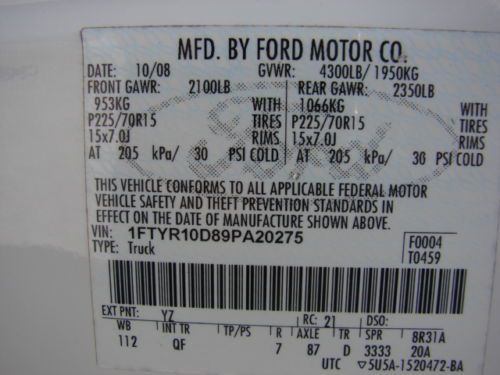 MFD. BY FORD MOTOR CO.
DATE: 10/08 GVWR: 4300LB/1950KG
FRONT GAWR: 2100LB REAR GAWR: 2350LB
953KG WITH 1066KG WITH
P225/70R15 TIRES P225/70R15 TIRES
15x7.0J RIMS 15x7.0J RIMS
AT 205 kPa/ 30 PSI COLD AT 205 kPa/ 30 PSI COLD
THIS VEHICLE CONFORMS TO ALL APPLICABLE FEDERAL MOTOR
VEHICLE SAFETY AND THEFT PREVENTION STANDARDS IN
EFFECT ON THE DATE OF MANUFACTURE SHOWN ABOVE.
VIN: 1FTYR10D89PA20275 F0004
TYPE: Truck T0459
EXT PNT: YZ RC: 21 DSO:
WB INT TR TP/PS R AXLE TR SPR 8R31A
112 QF 7 87 D 3333 20A
UTC ▽5U5A-1520472-BA